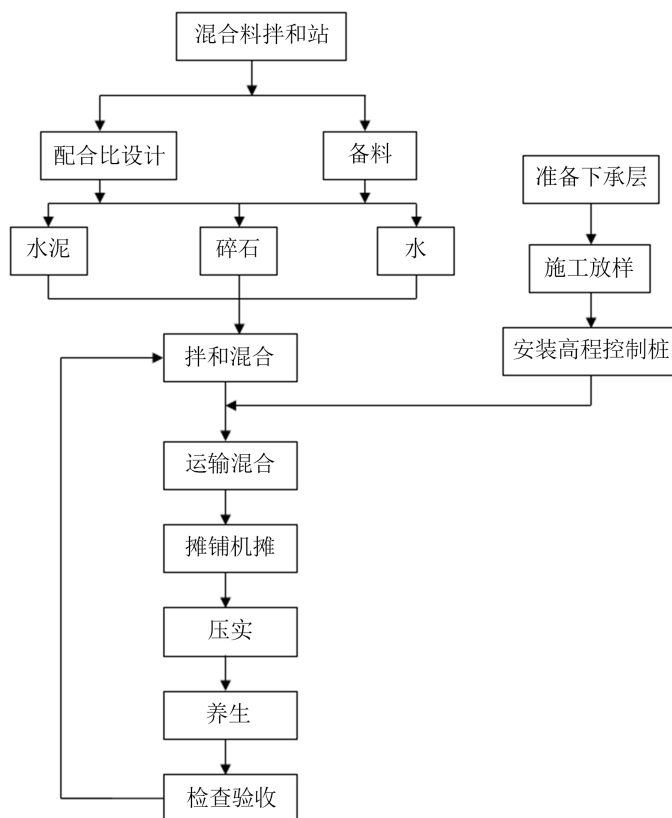 混合料拌和站
配合比设计
备料
准备下承层
水泥
碎石
水
施工放样
拌和混合
安装高程控制桩
运输混合
摊铺机摊
压实
养生
检查验收